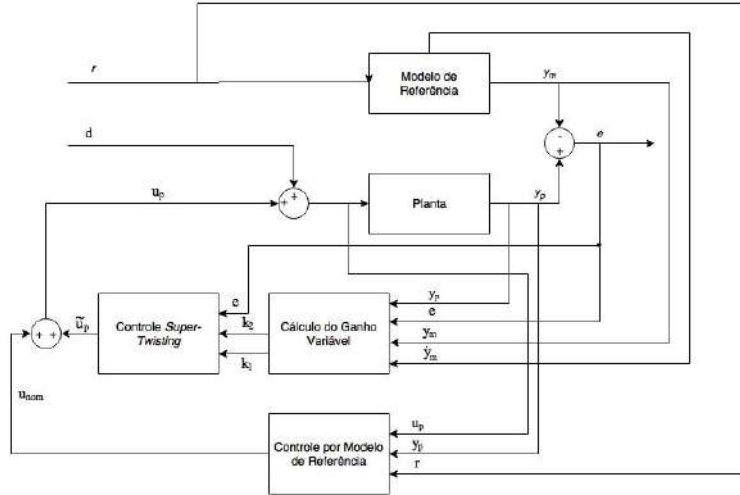 r
Modelo de
Referência
yₘ
d
-
+
e
uₚ
+
+
Planta
yₚ
yₚ
e
e
Controle Super-
Twisting
k₂
Cálculo do Ganho
Variável
yₘ
+ +
ũₚ
k₁
ẏₘ
uₙₒₘ
uₚ
Controle por Modelo
de Referência
yₚ
r